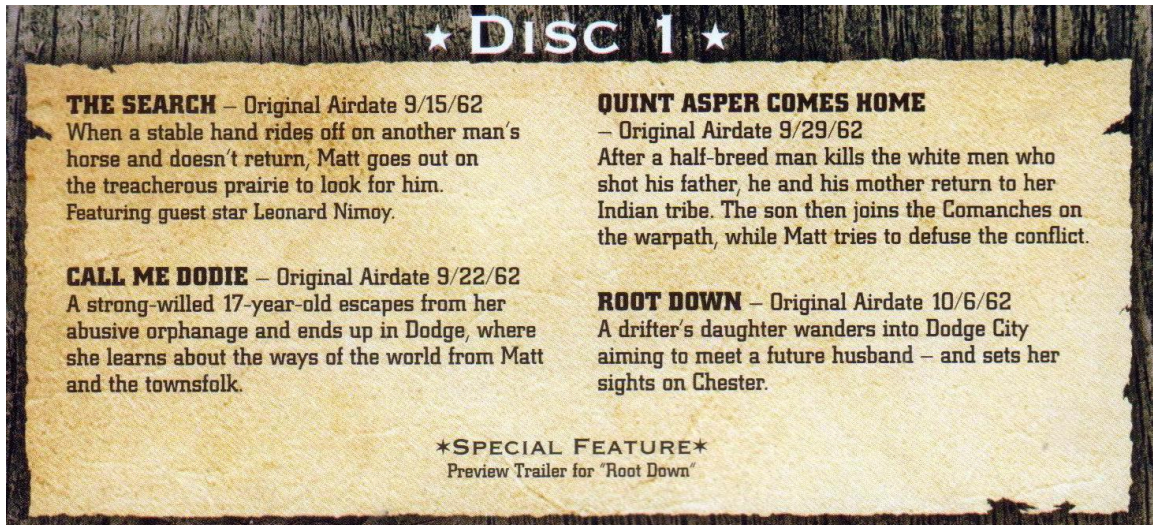 ★ DISC 1 ★
THE SEARCH – Original Airdate 9/15/62
When a stable hand rides off on another man's
horse and doesn't return, Matt goes out on
the treacherous prairie to look for him.
Featuring guest star Leonard Nimoy.
CALL ME DODIE – Original Airdate 9/22/62
A strong-willed 17-year-old escapes from her
abusive orphanage and ends up in Dodge, where
she learns about the ways of the world from Matt
and the townsfolk.
QUINT ASPER COMES HOME
– Original Airdate 9/29/62
After a half-breed man kills the white men who
shot his father, he and his mother return to her
Indian tribe. The son then joins the Comanches on
the warpath, while Matt tries to defuse the conflict.
ROOT DOWN – Original Airdate 10/6/62
A drifter's daughter wanders into Dodge City
aiming to meet a future husband – and sets her
sights on Chester.
✶SPECIAL FEATURE✶
Preview Trailer for "Root Down"